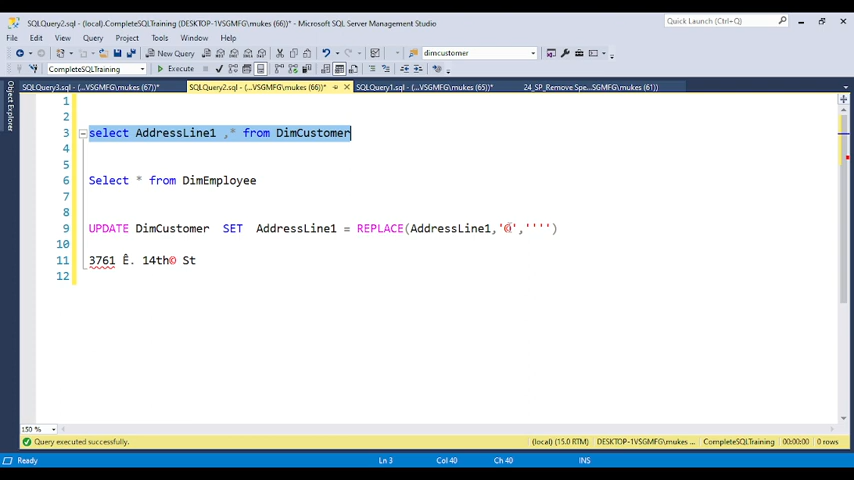 SQLQuery2.sql - (local).CompleteSQLTraining (DESKTOP-1VSGMFG\mukes (66))* - Microsoft SQL Server Management Studio
Quick Launch (Ctrl+Q)
File Edit View Query Project Tools Window Help
New Query
dimcustomer
CompleteSQLTraining
Execute
SQLQuery3.sql - (...VSGMFG\mukes (67))*
SQLQuery2.sql - (...VSGMFG\mukes (66))*
SQLQuery1.sql - (...VSGMFG\mukes (65))*
24_SP_Remove Spe...SGMFG\mukes (61))
Object Explorer
1
2
3 select AddressLine1 ,* from DimCustomer
4
5
6 Select * from DimEmployee
7
8
9 UPDATE DimCustomer SET AddressLine1 = REPLACE(AddressLine1,'©','''')
10
11 3761 Ê. 14th© St
12
150 %
Query executed successfully.
(local) (15.0 RTM)
DESKTOP-1VSGMFG\mukes ...
CompleteSQLTraining
00:00:00
0 rows
Ready
Ln 3
Col 40
Ch 40
INS